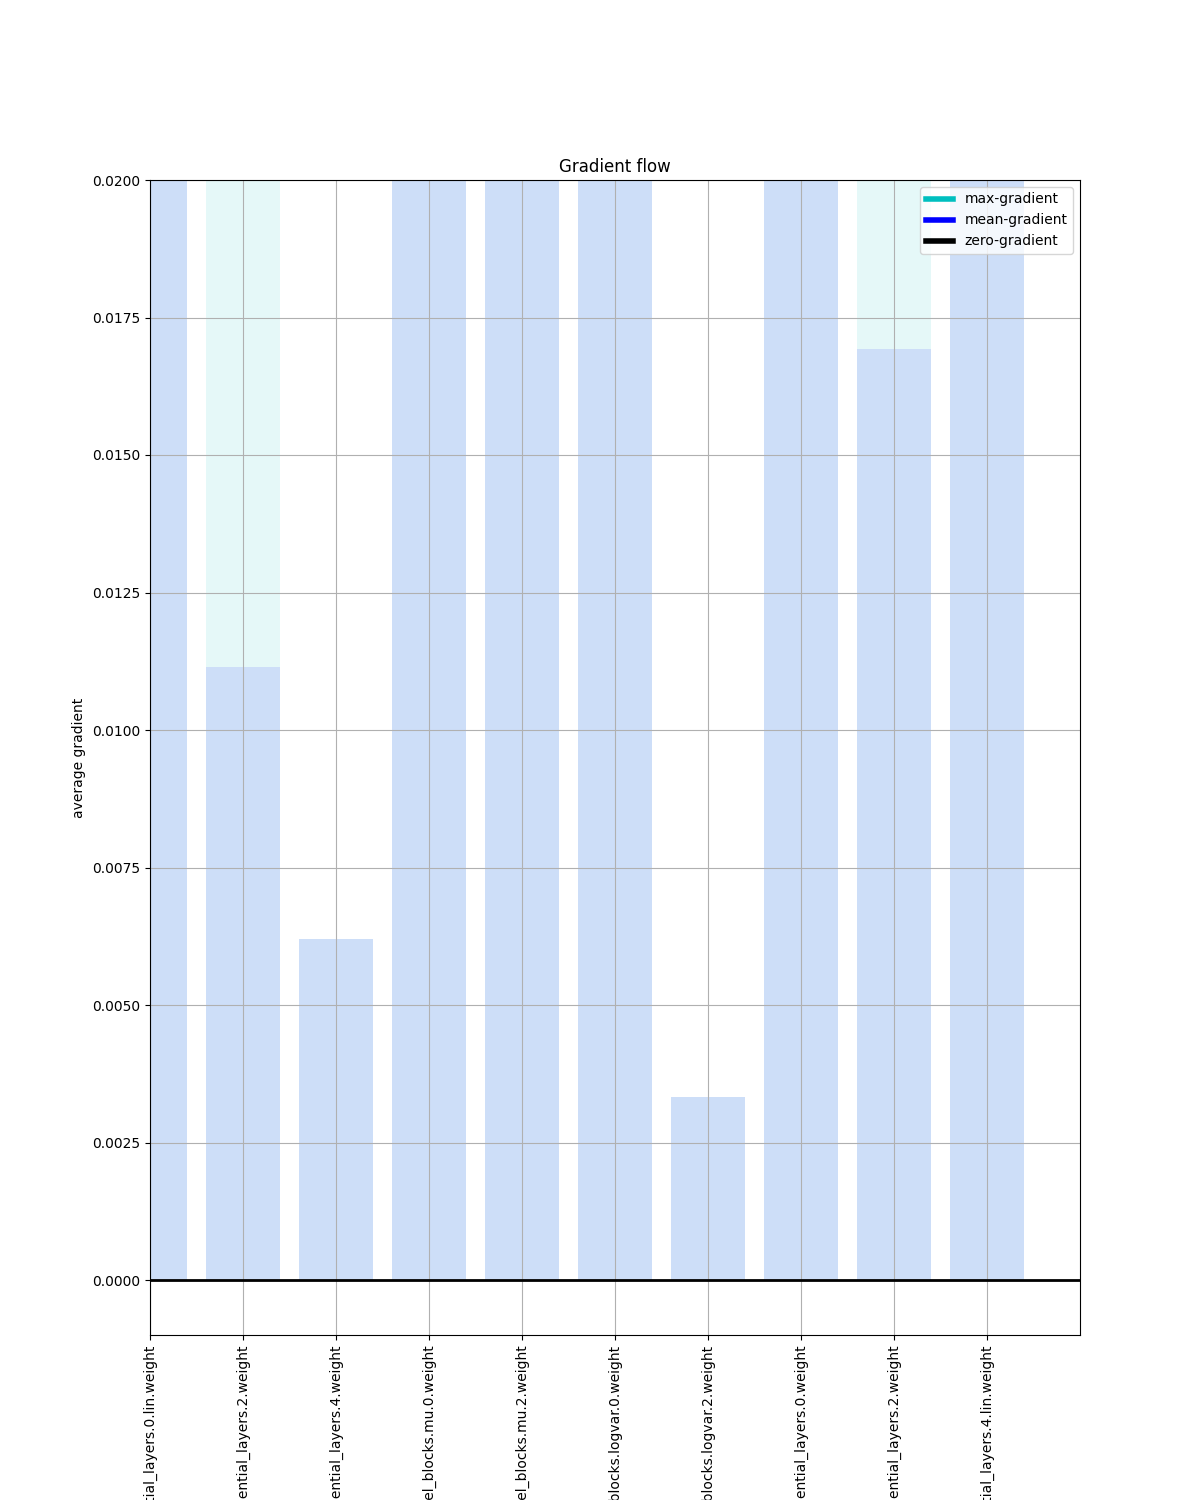 Gradient flow
max-gradient
mean-gradient
zero-gradient
0.0200
0.0175
0.0150
0.0125
0.0100
0.0075
0.0050
0.0025
0.0000
average gradient
tial_layers.0.lin.weight
ential_layers.2.weight
ential_layers.4.weight
el_blocks.mu.0.weight
el_blocks.mu.2.weight
blocks.logvar.0.weight
blocks.logvar.2.weight
ential_layers.0.weight
ential_layers.2.weight
tial_layers.4.lin.weight